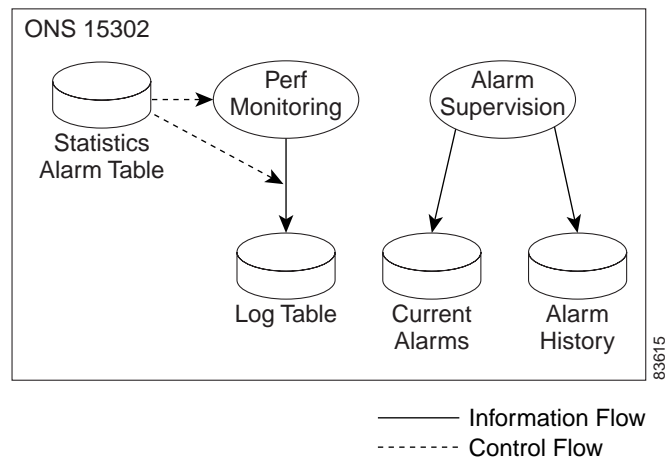 ONS 15302
Perf
Monitoring
Alarm
Supervision
Statistics
Alarm Table
Log Table
Current
Alarms
Alarm
History
83615
Information Flow
Control Flow